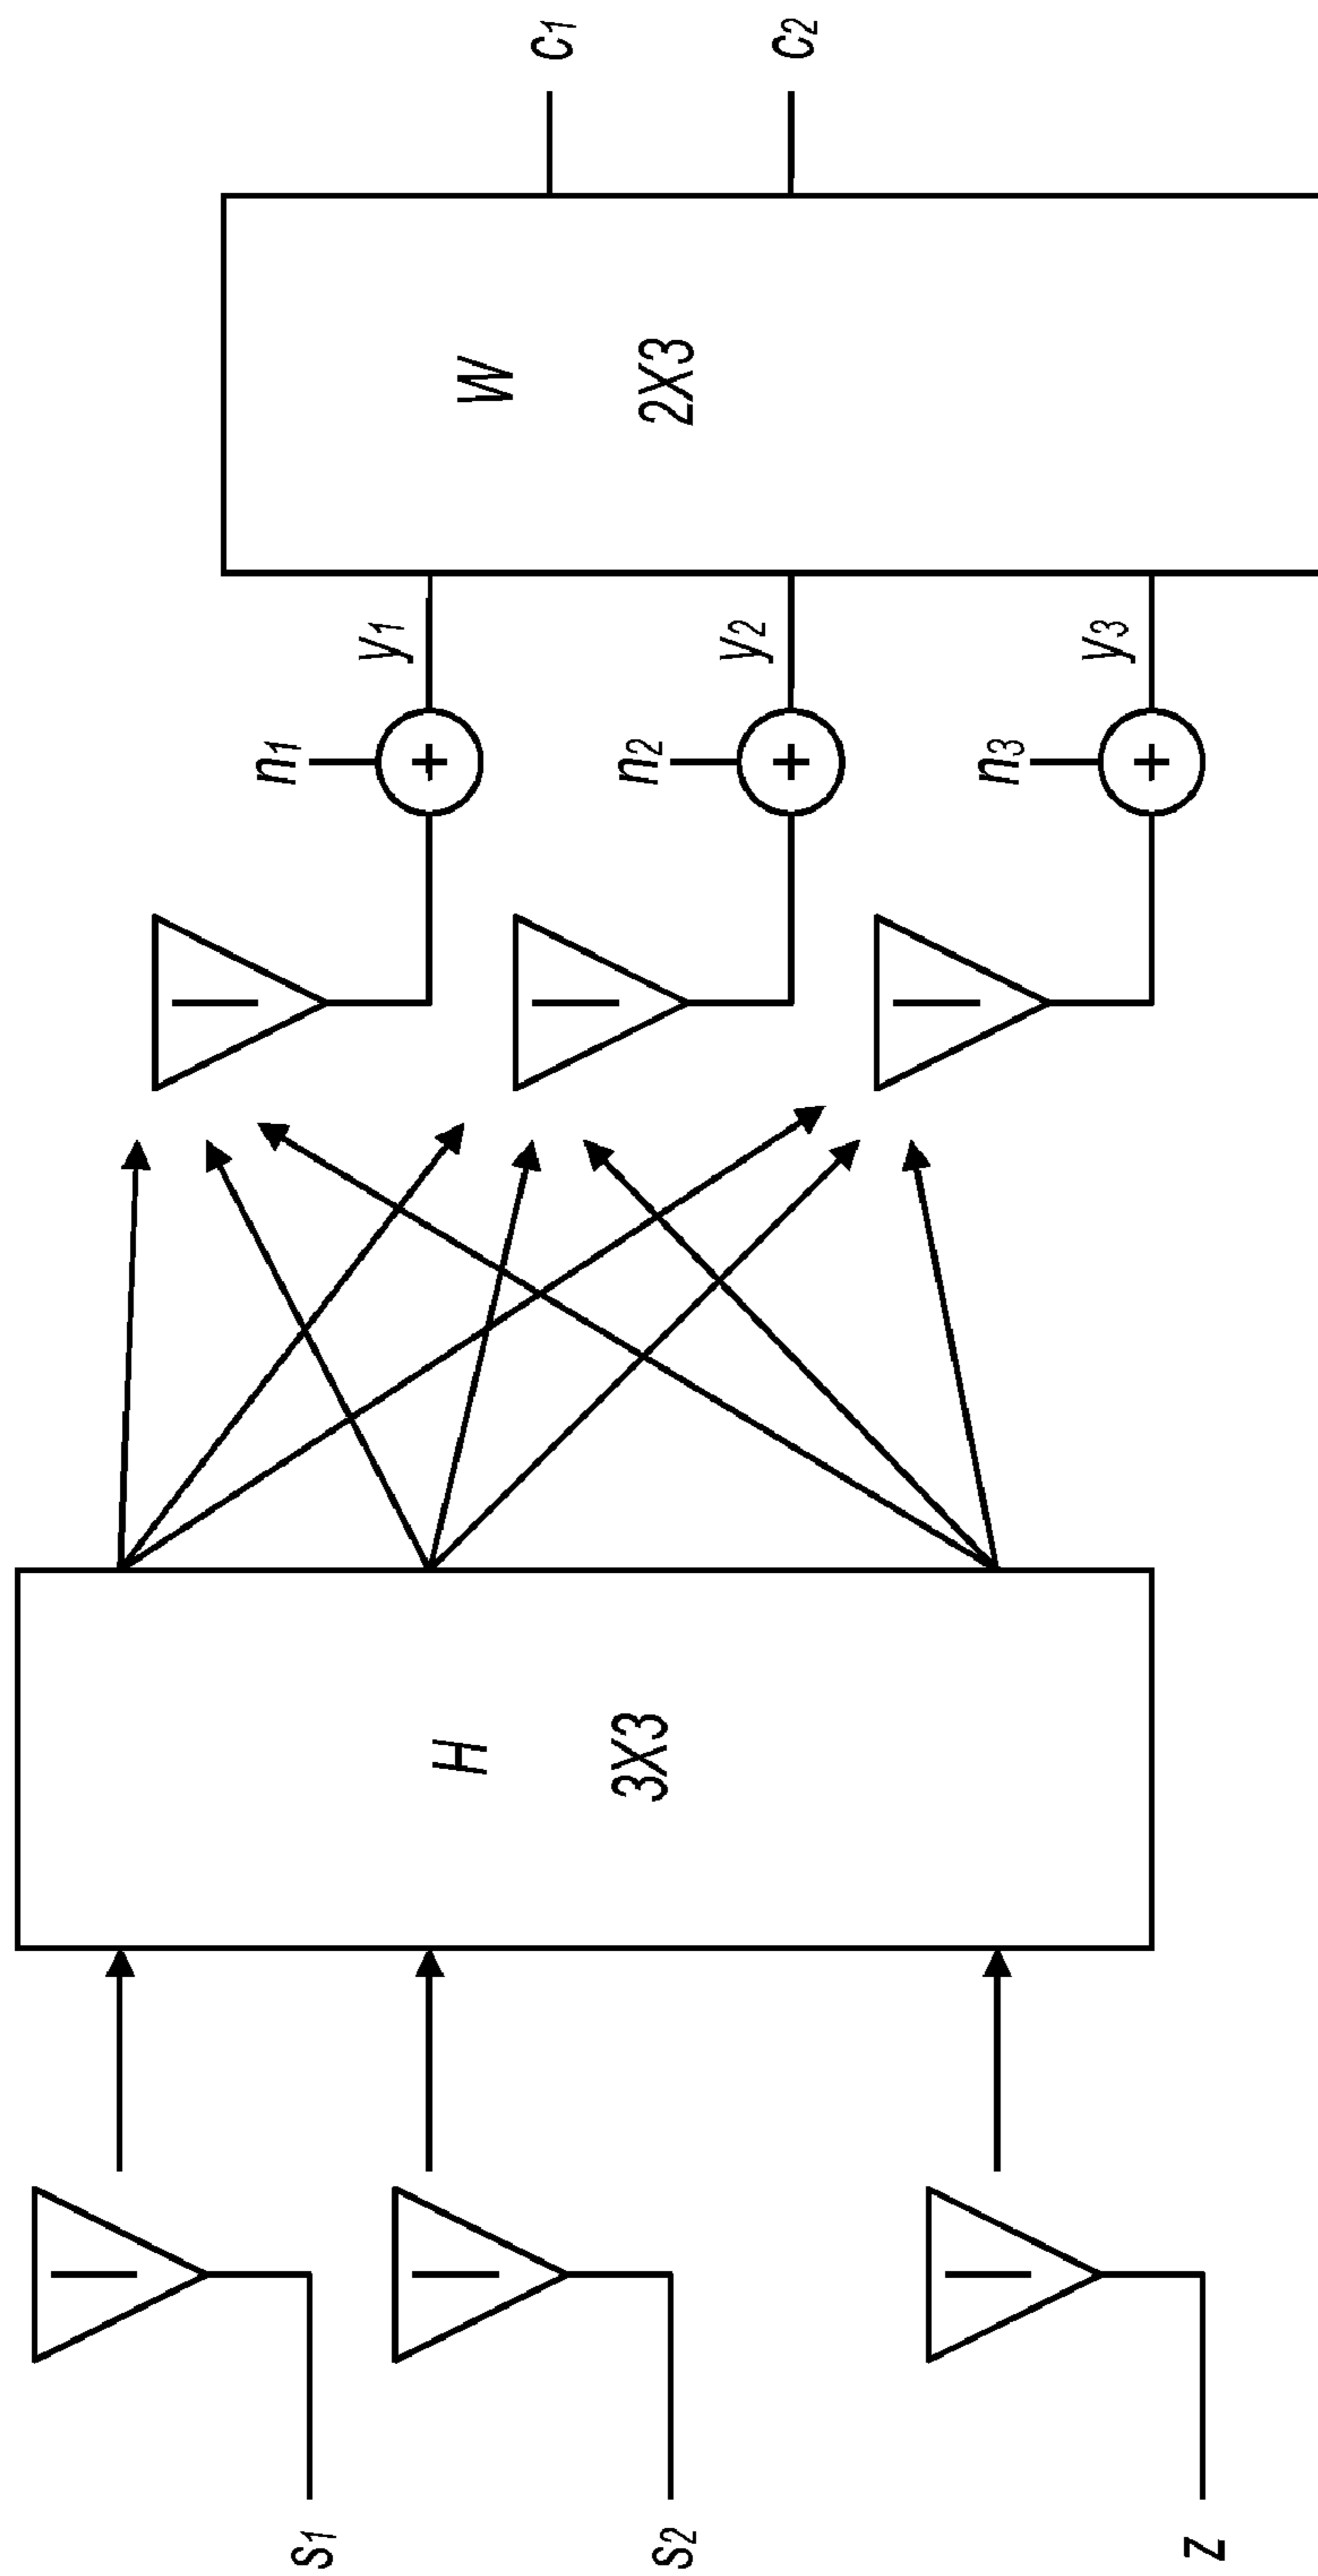 s1
s2
z
H
3X3
n1
n2
n3
+
+
+
y1
y2
y3
W
2X3
c1
c2